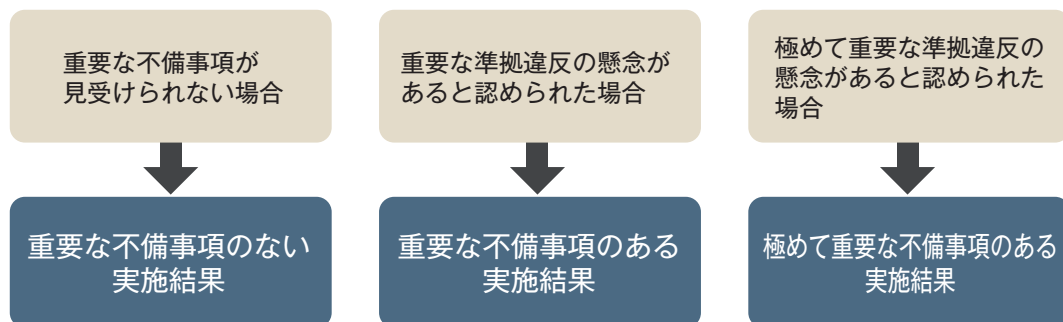 重要な不備事項が
見受けられない場合
重要な不備事項のない
実施結果
重要な準拠違反の懸念が
あると認められた場合
重要な不備事項のある
実施結果
極めて重要な準拠違反の
懸念があると認められた
場合
極めて重要な不備事項のある
実施結果